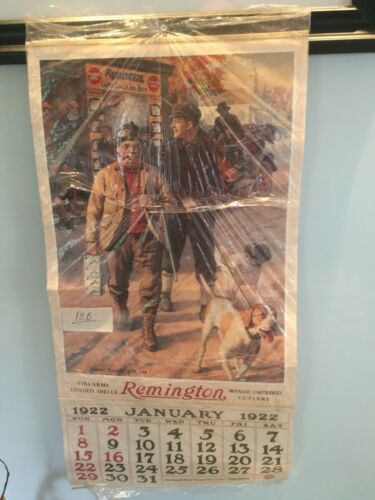 Remington
186
FIREARMS
LOADED SHELLS
Remington
METALLIC CARTRIDGES
CUTLERY
1922 JANUARY 1922
SUN MON TUE WED THU FRI SAT
1 2 3 4 5 6 7
8 9 10 11 12 13 14
15 16 17 18 19 20 21
22 23 24 25 26 27 28
29 30 31